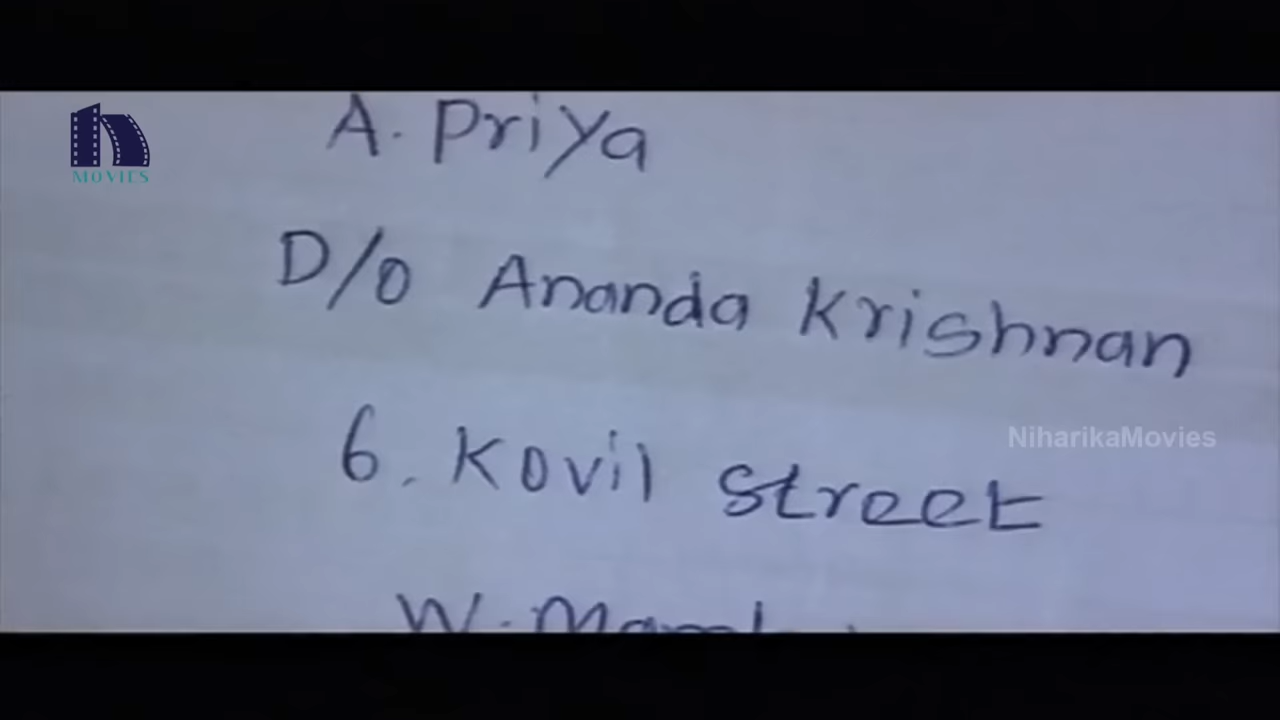 MOVIES
A. Priya
D/o Ananda Krishnan
6. Kovil Street
NiharikaMovies
W.